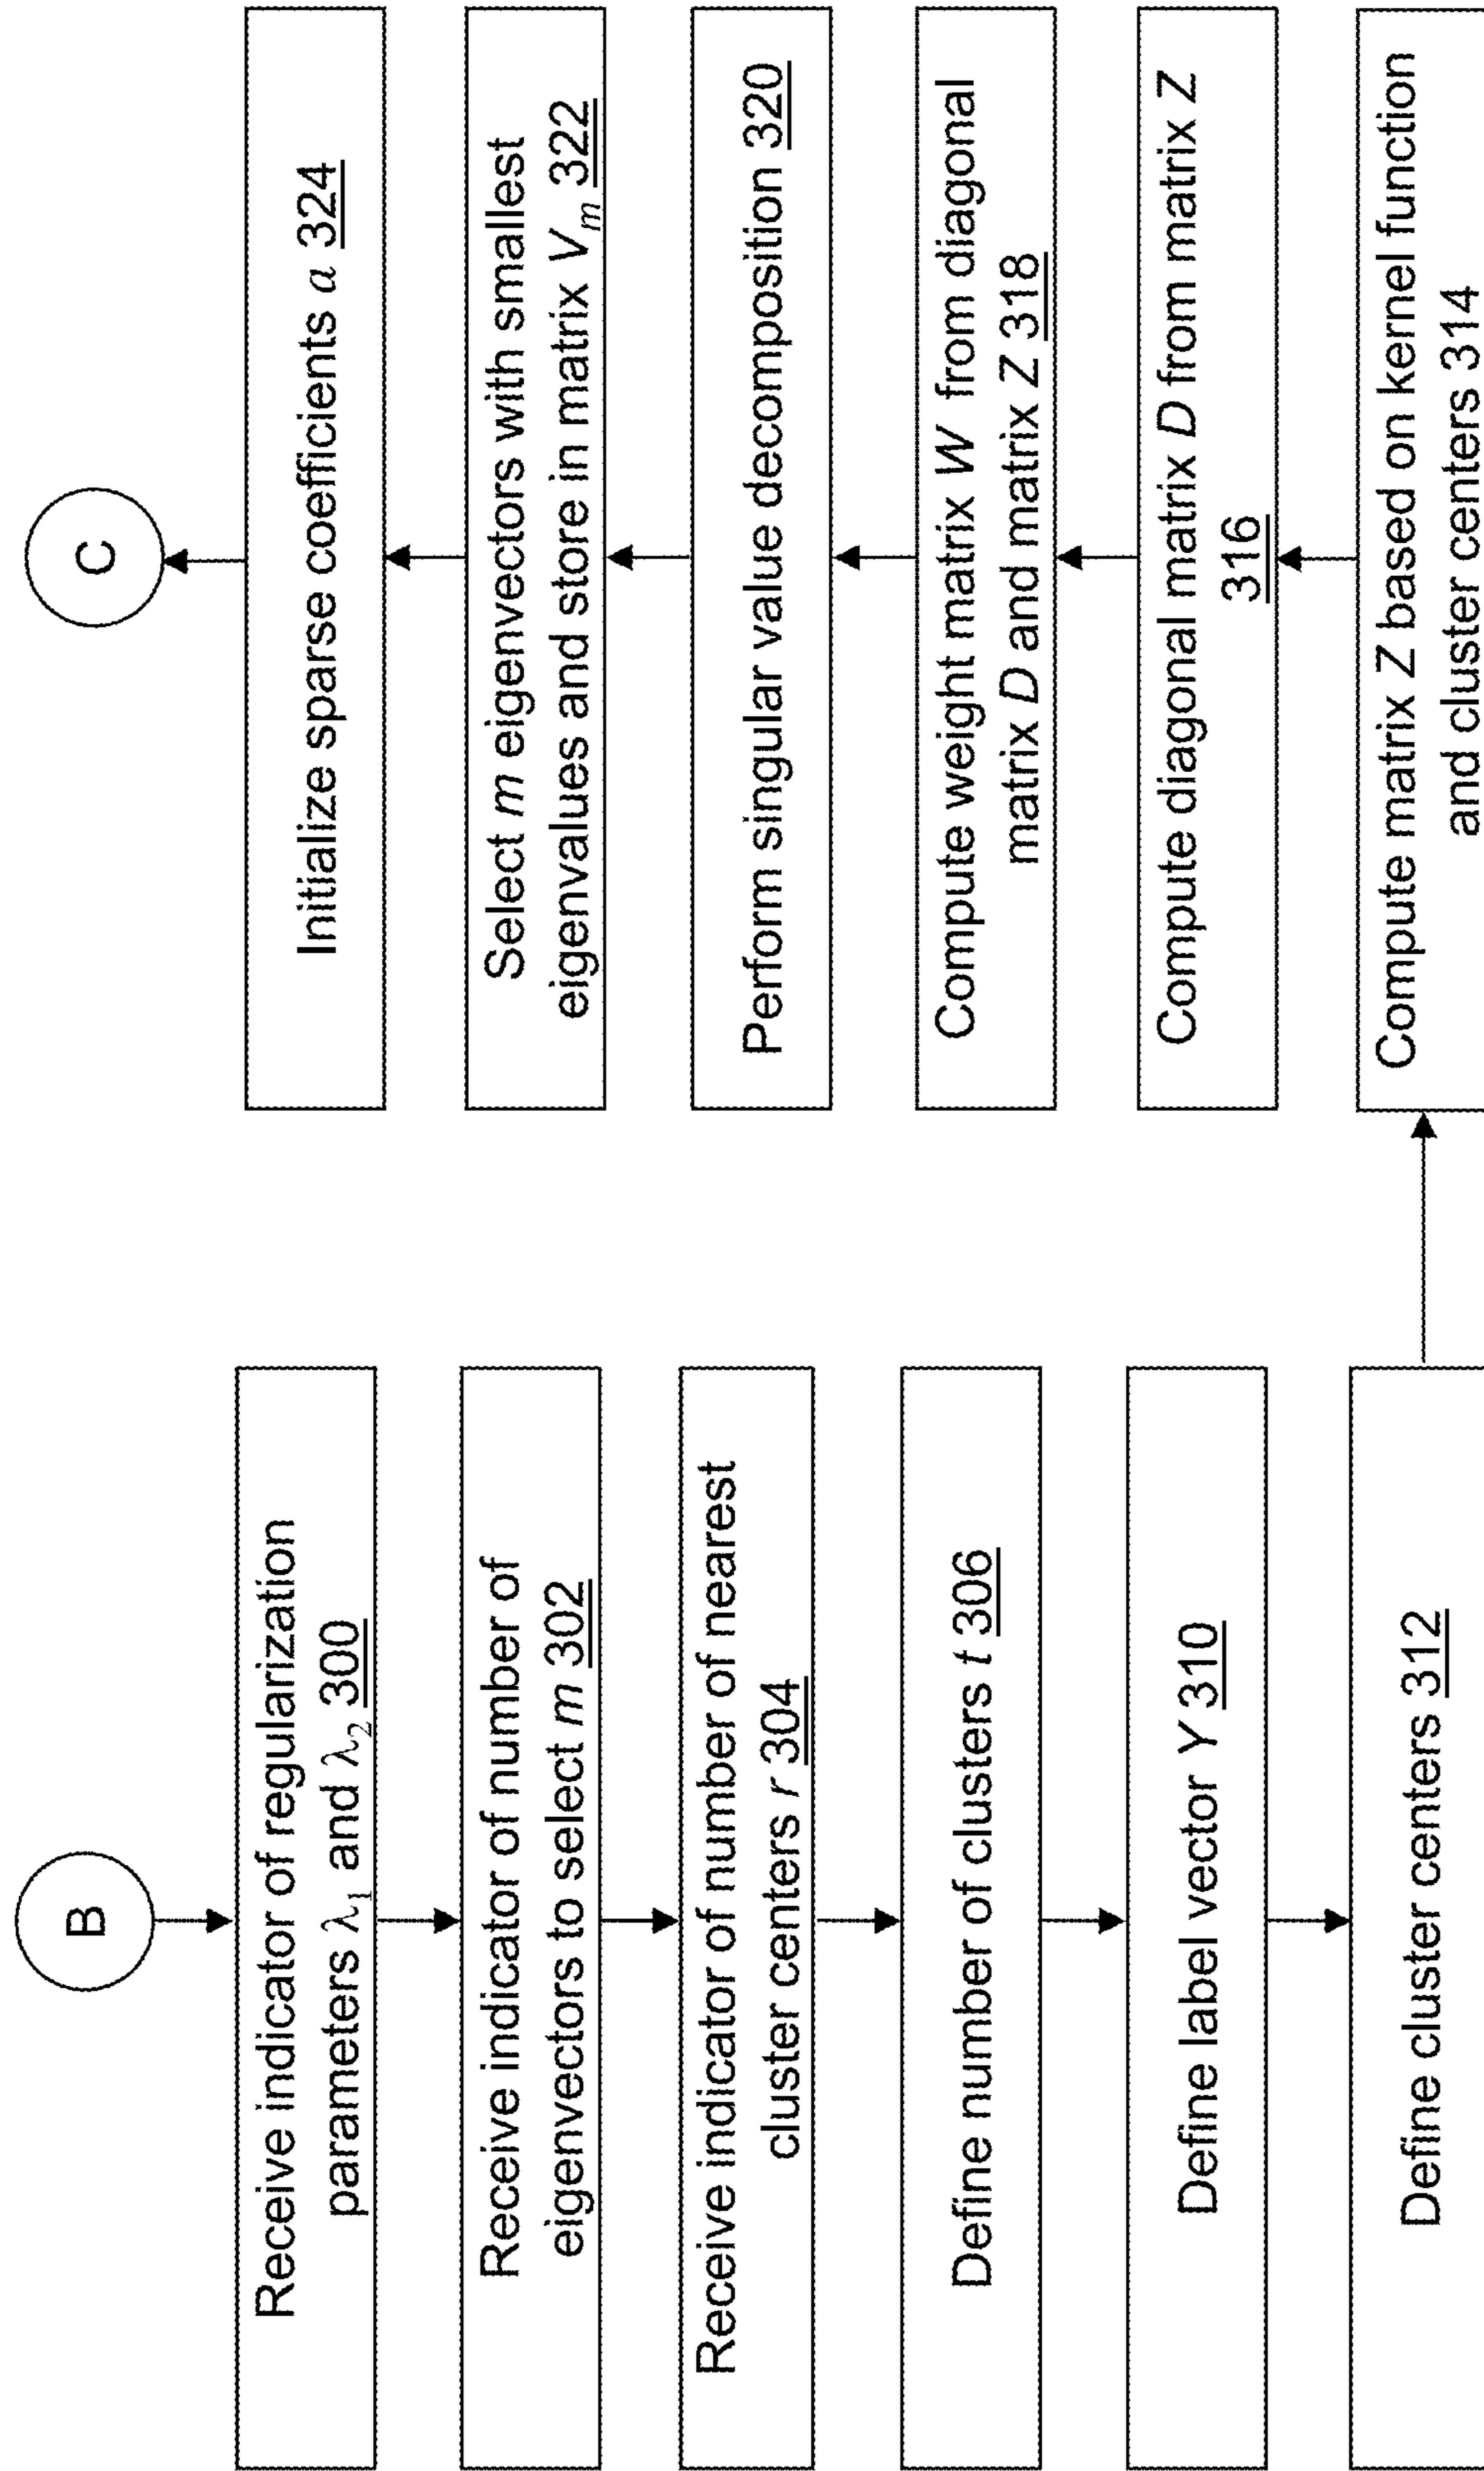 B
Receive indicator of regularization
parameters λ₁ and λ₂ 300
Receive indicator of number of
eigenvectors to select m 302
Receive indicator of number of nearest
cluster centers r 304
Define number of clusters t 306
Define label vector Y 310
Define cluster centers 312
Compute matrix Z based on kernel function
and cluster centers 314
Compute diagonal matrix D from matrix Z
316
Compute weight matrix W from diagonal
matrix D and matrix Z 318
Perform singular value decomposition 320
Select m eigenvectors with smallest
eigenvalues and store in matrix Vₘ 322
Initialize sparse coefficients a 324
C